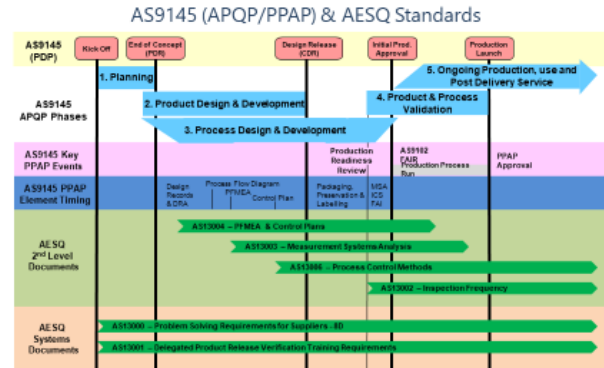 AS9145 (APQP/PPAP) & AESQ Standards
AS9145
(PDP)
Kick Off
End of Concept
(PDR)
Design Release
(CDR)
Initial Prod.
Approval
Production
Launch
AS9145
APQP Phases
1. Planning
5. Ongoing Production, use and
Post Delivery Service
2. Product Design & Development
4. Product & Process
Validation
3. Process Design & Development
AS9145 Key
PPAP Events
Production
Readiness
Review
AS9102
FAIR
Production Process
Run
PPAP
Approval
AS9145 PPAP
Element Timing
Design
Records
& DRA
Process Flow Diagram
PFMEA
Control Plan
Packaging,
Preservation &
Labelling
MSA
ICS
FAI
AESQ
2nd Level
Documents
AS13004 – PFMEA & Control Plans
AS13003 – Measurement Systems Analysis
AS13006 – Process Control Methods
AS13002 – Inspection Frequency
AESQ
Systems
Documents
AS13000 – Problem Solving Requirements for Suppliers - 8D
AS13001 – Delegated Product Release Verification Training Requirements